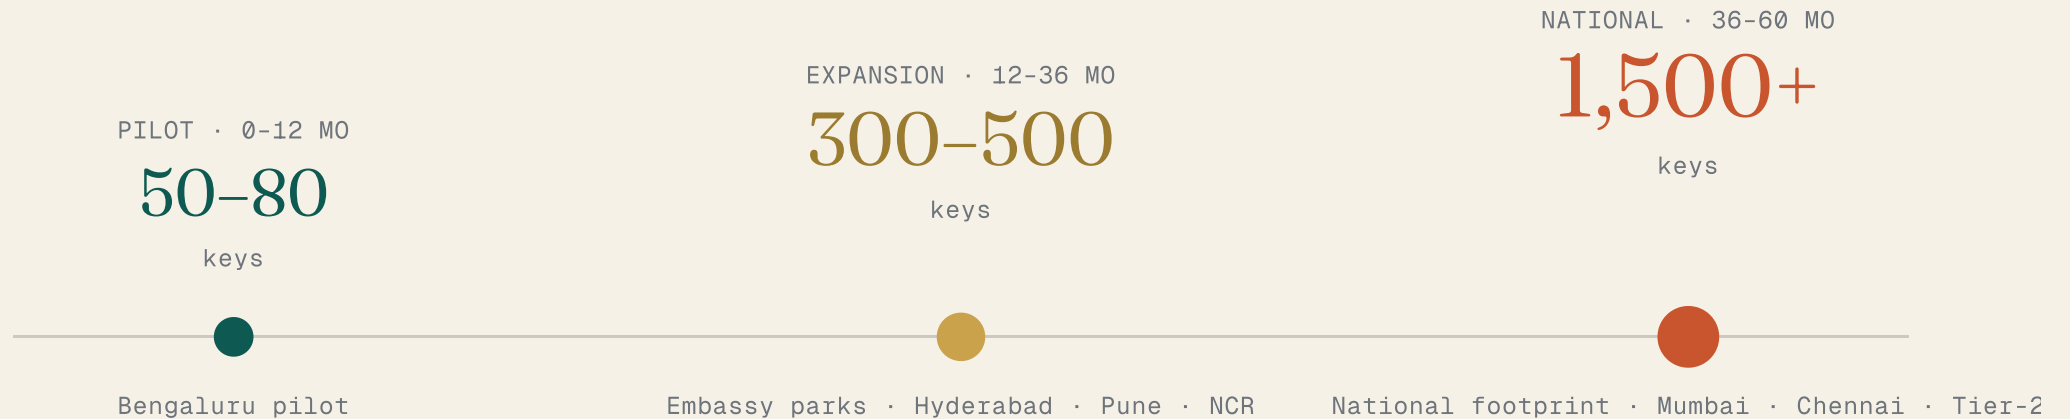 PILOT · 0–12 MO
50–80
keys
Bengaluru pilot
EXPANSION · 12–36 MO
300–500
keys
Embassy parks · Hyderabad · Pune · NCR
NATIONAL · 36–60 MO
1,500+
keys
National footprint · Mumbai · Chennai · Tier-2